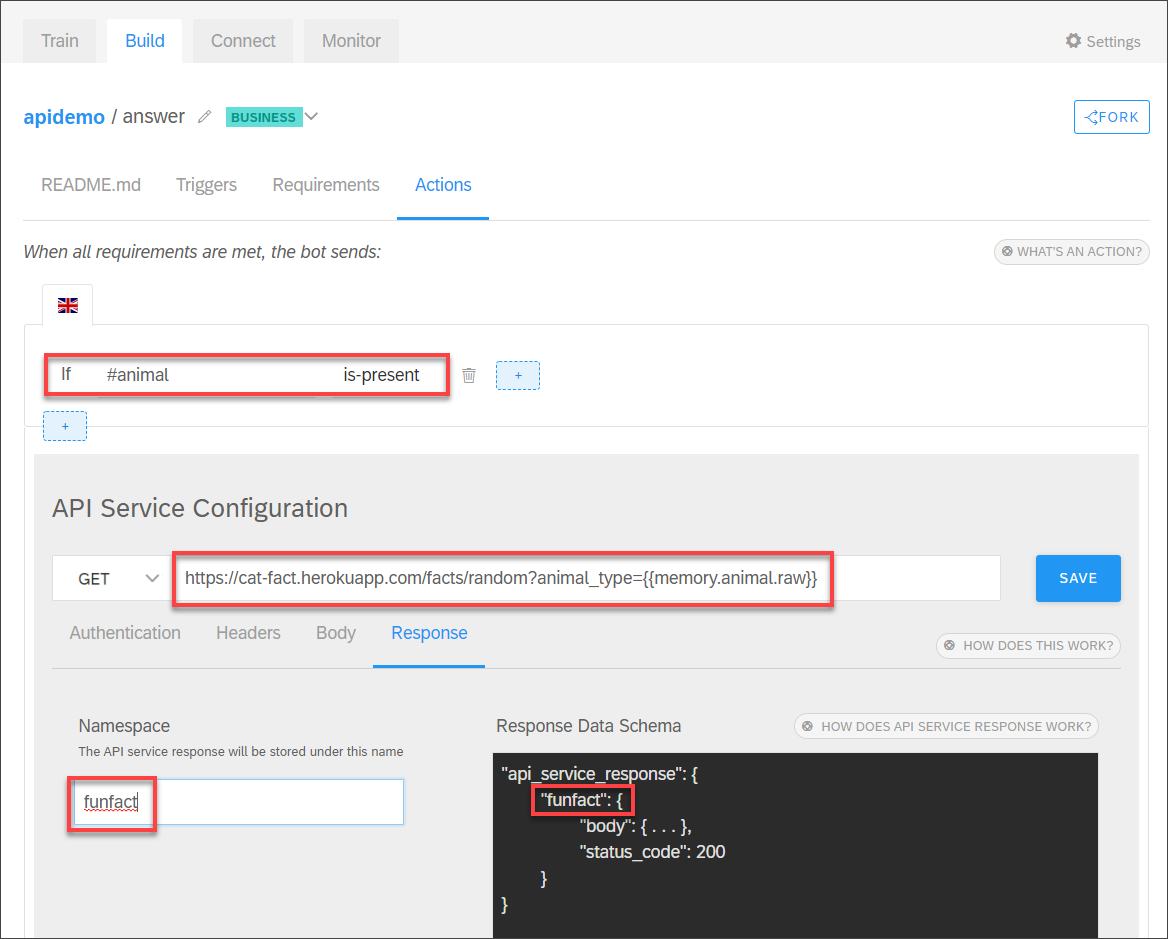 Train Build Connect Monitor Settings
apidemo / answer BUSINESS FORK
README.md Triggers Requirements Actions
When all requirements are met, the bot sends: WHAT'S AN ACTION?
If #animal is-present +
+
API Service Configuration
GET https://cat-fact.herokuapp.com/facts/random?animal_type={{memory.animal.raw}} SAVE
Authentication Headers Body Response
HOW DOES THIS WORK?
Namespace Response Data Schema HOW DOES API SERVICE RESPONSE WORK?
The API service response will be stored under this name
funfact
"api_service_response": {
"funfact": {
"body": { . . . },
"status_code": 200
}
}